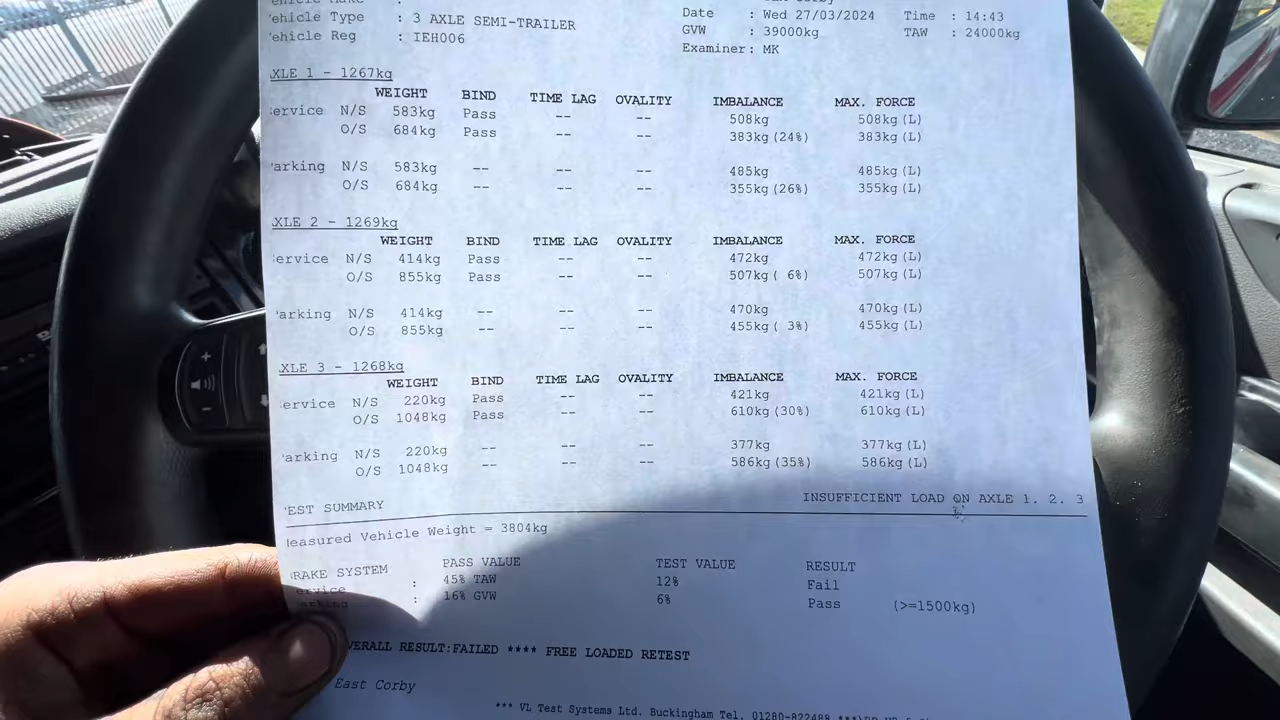 ehicle Type : 3 AXLE SEMI-TRAILER Date : Wed 27/03/2024 Time : 14:43
ehicle Reg : IEH006 GVW : 39000kg TAW : 24000kg
Examiner: MK
XLE 1 - 1267kg
WEIGHT BIND TIME LAG OVALITY IMBALANCE MAX. FORCE
ervice N/S 583kg Pass -- -- 508kg 508kg (L)
O/S 684kg Pass -- -- 383kg (24%) 383kg (L)
arking N/S 583kg -- -- -- 485kg 485kg (L)
O/S 684kg -- -- -- 355kg (26%) 355kg (L)
XLE 2 - 1269kg
WEIGHT BIND TIME LAG OVALITY IMBALANCE MAX. FORCE
ervice N/S 414kg Pass -- -- 472kg 472kg (L)
O/S 855kg Pass -- -- 507kg ( 6%) 507kg (L)
arking N/S 414kg -- -- -- 470kg 470kg (L)
O/S 855kg -- -- -- 455kg ( 3%) 455kg (L)
XLE 3 - 1268kg
WEIGHT BIND TIME LAG OVALITY IMBALANCE MAX. FORCE
ervice N/S 220kg Pass -- -- 421kg 421kg (L)
O/S 1048kg Pass -- -- 610kg (30%) 610kg (L)
arking N/S 220kg -- -- -- 377kg 377kg (L)
O/S 1048kg -- -- -- 586kg (35%) 586kg (L)
EST SUMMARY INSUFFICIENT LOAD ON AXLE 1. 2. 3
easured Vehicle Weight = 3804kg
RAKE SYSTEM PASS VALUE TEST VALUE RESULT
ervice : 45% TAW 12% Fail
arking : 16% GVW 6% Pass (>=1500kg)
VERALL RESULT:FAILED **** FREE LOADED RETEST
East Corby
*** VL Test Systems Ltd. Buckingham Tel. 01280-822488 ***